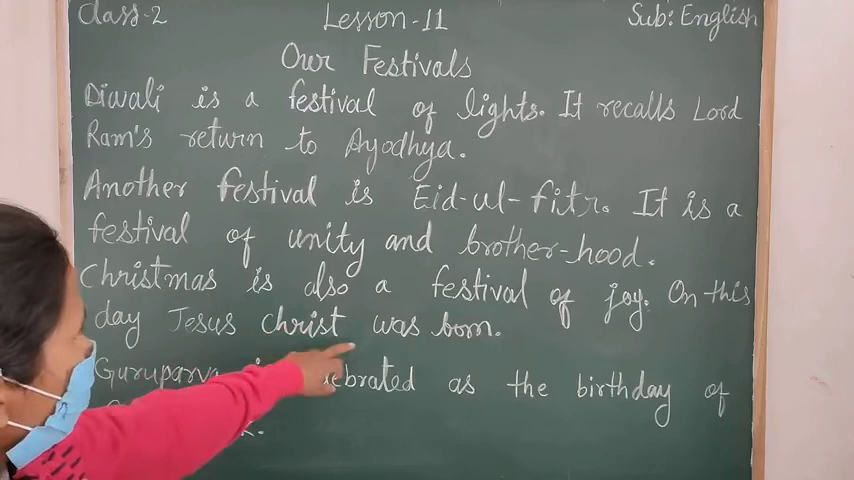 Class-2 Lesson-11 Sub: English
Our Festivals
Diwali is a festival of lights. It recalls Lord
Ram's return to Ayodhya.
Another festival is Eid-ul-fitr. It is a
festival of unity and brother-hood.
Christmas is also a festival of joy. On this
day Jesus Christ was born.
as the birthday of